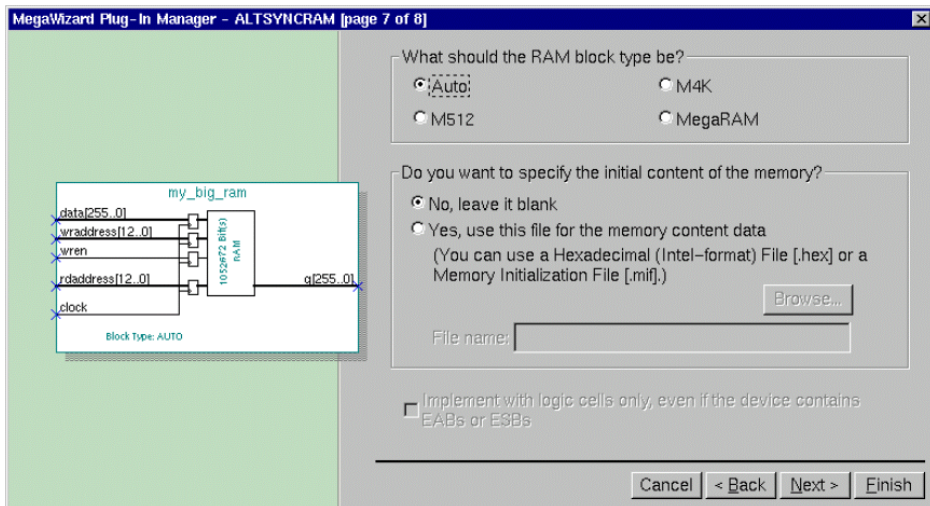 MegaWizard Plug-In Manager - ALTSYNCRAM [page 7 of 8]
What should the RAM block type be?
Auto
M4K
M512
MegaRAM
my_big_ram
data[255..0]
wraddress[12..0]
wren
rdaddress[12..0]
clock
1052672 Bit(s)
RAM
q[255..0]
Block Type: AUTO
Do you want to specify the initial content of the memory?
No, leave it blank
Yes, use this file for the memory content data
(You can use a Hexadecimal (Intel-format) File [.hex] or a
Memory Initialization File [.mif].)
Browse...
File name:
Implement with logic cells only, even if the device contains
EABs or ESBs
Cancel
< Back
Next >
Finish